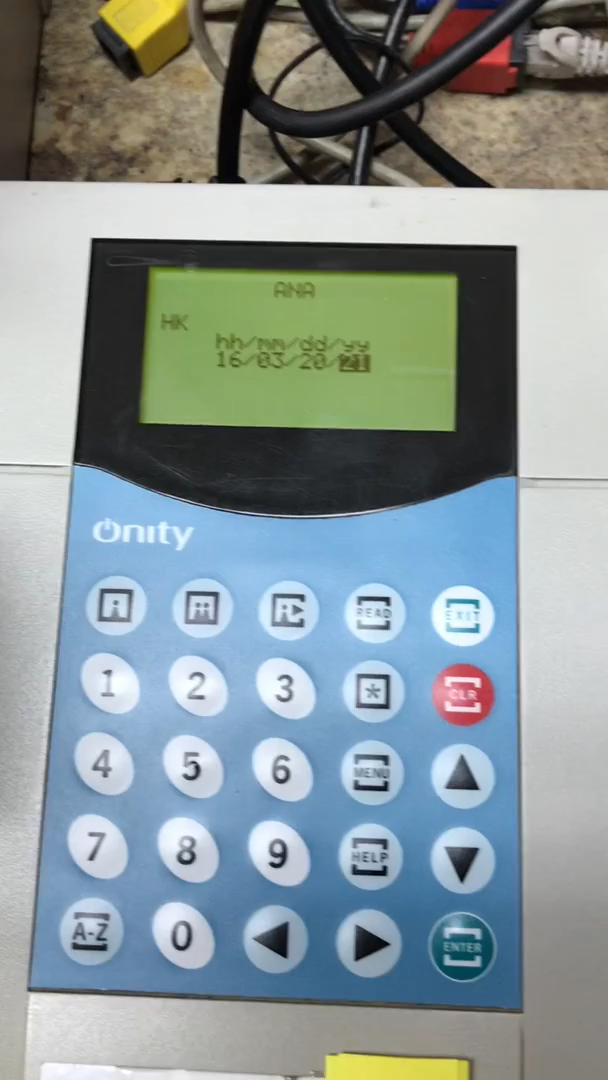 ANA
HK
hh/mm/dd/yy
16/03/20/21
onity
READ
EXIT
1
2
3
*
CLR
4
5
6
MENU
7
8
9
HELP
A-Z
0
ENTER